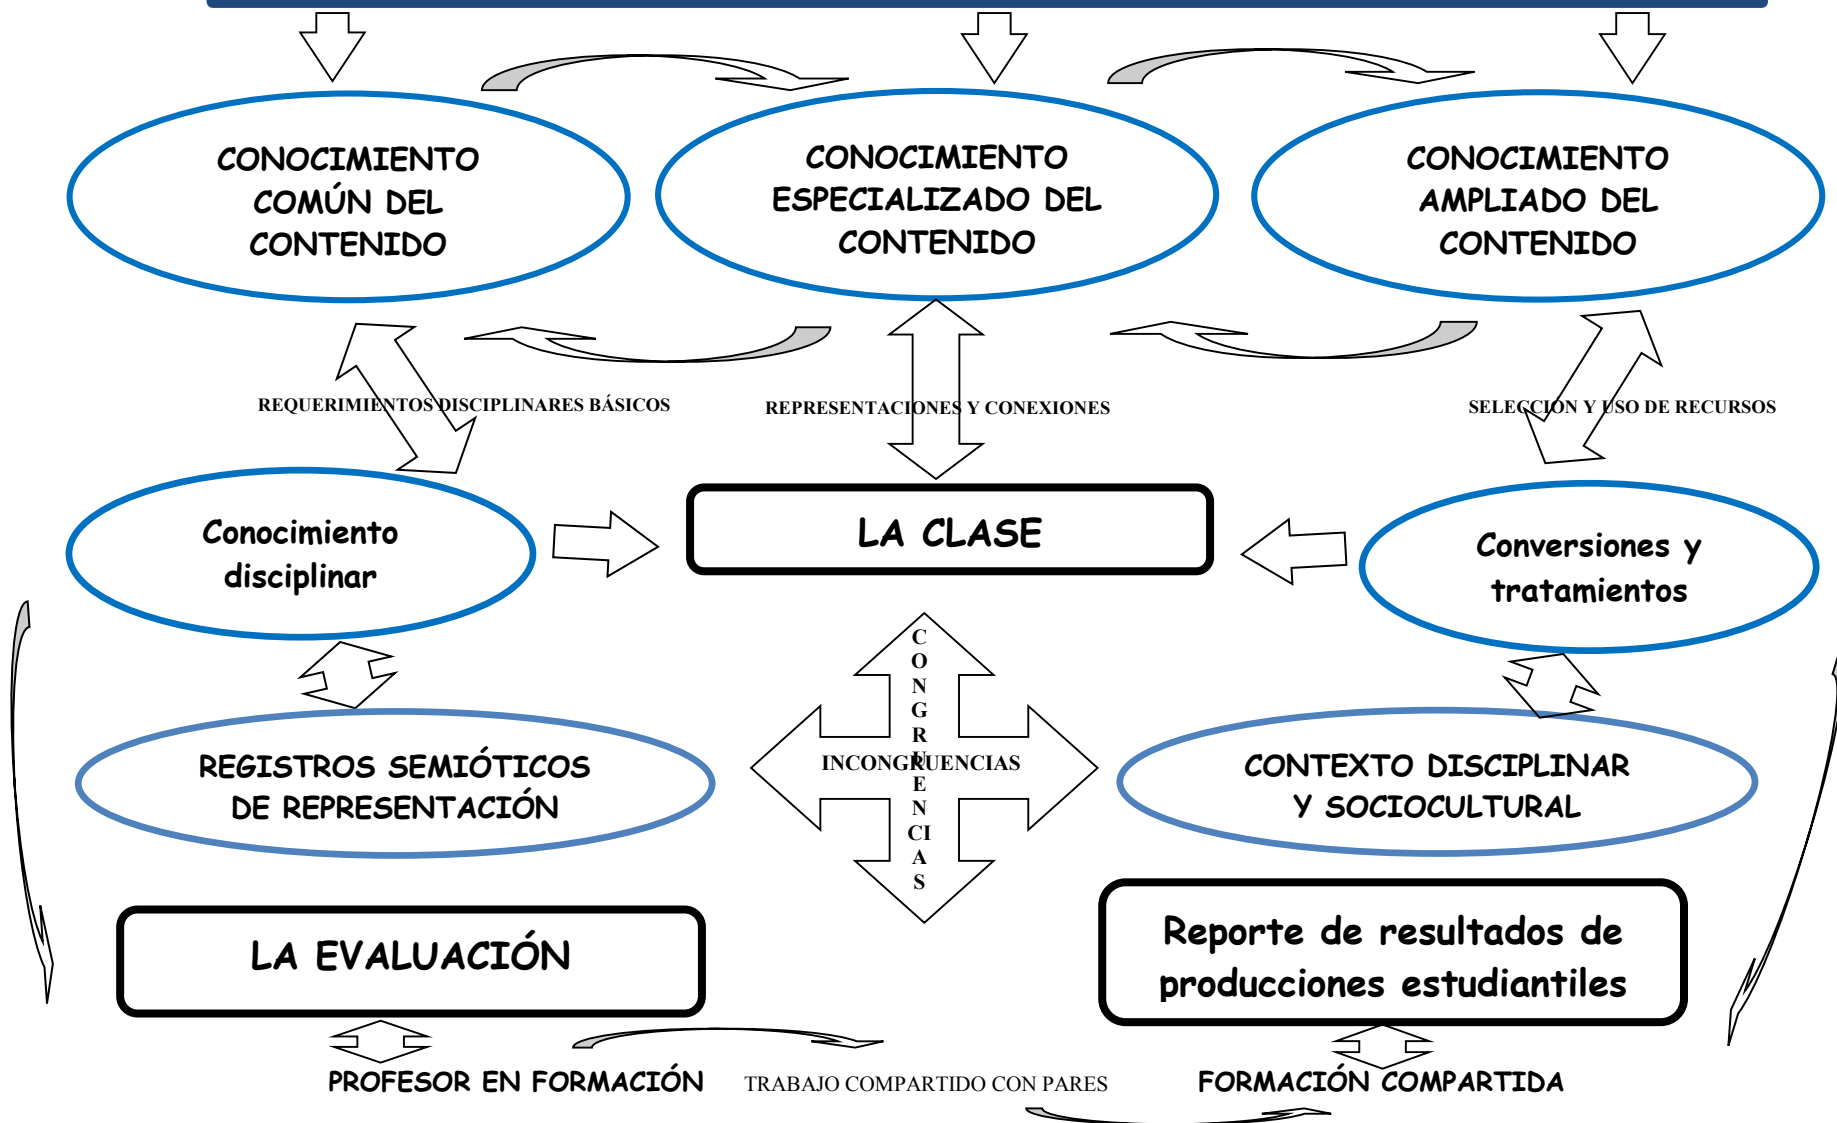 CONOCIMIENTO
COMÚN DEL
CONTENIDO
CONOCIMIENTO
ESPECIALIZADO DEL
CONTENIDO
CONOCIMIENTO
AMPLIADO DEL
CONTENIDO
REQUERIMIENTOS DISCIPLINARES BÁSICOS
REPRESENTACIONES Y CONEXIONES
SELECCIÓN Y USO DE RECURSOS
Conocimiento
disciplinar
LA CLASE
Conversiones y
tratamientos
C
O
N
G
R
U
E
N
CI
A
S
INCONGRUENCIAS
REGISTROS SEMIÓTICOS
DE REPRESENTACIÓN
CONTEXTO DISCIPLINAR
Y SOCIOCULTURAL
LA EVALUACIÓN
Reporte de resultados de
producciones estudiantiles
PROFESOR EN FORMACIÓN
TRABAJO COMPARTIDO CON PARES
FORMACIÓN COMPARTIDA